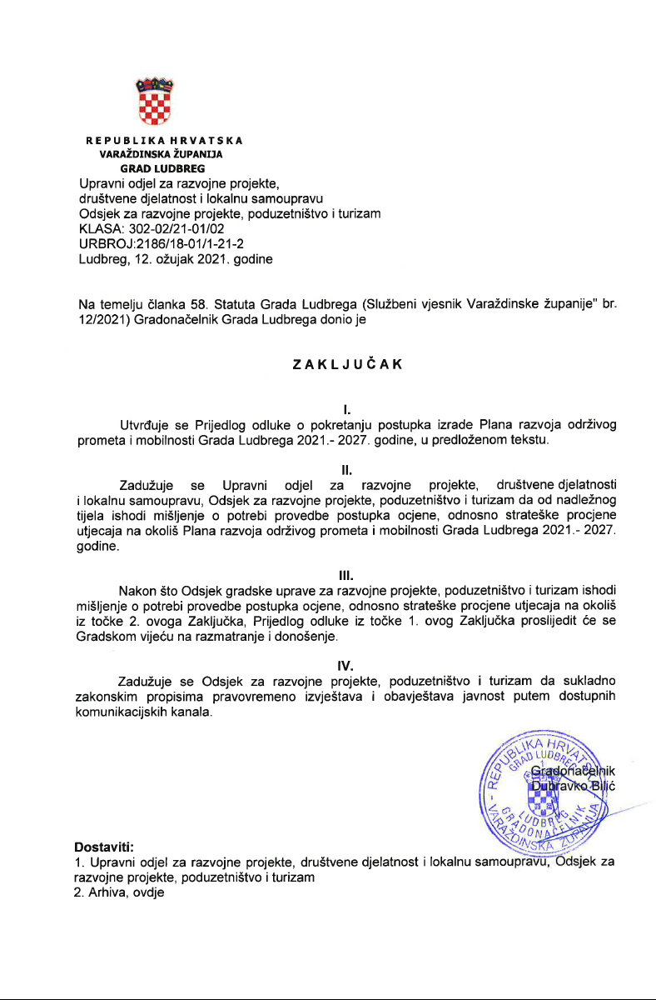 REPUBLIKA HRVATSKA
VARAŽDINSKA ŽUPANIJA
GRAD LUDBREG
Upravni odjel za razvojne projekte,
društvene djelatnost i lokalnu samoupravu
Odsjek za razvojne projekte, poduzetništvo i turizam
KLASA: 302-02/21-01/02
URBROJ:2186/18-01/1-21-2
Ludbreg, 12. ožujak 2021. godine
Na temelju članka 58. Statuta Grada Ludbrega (Službeni vjesnik Varaždinske županije" br.
12/2021) Gradonačelnik Grada Ludbrega donio je
Z A K L J U Č A K
I.
Utvrđuje se Prijedlog odluke o pokretanju postupka izrade Plana razvoja održivog
prometa i mobilnosti Grada Ludbrega 2021.- 2027. godine, u predloženom tekstu.
II.
Zadužuje se Upravni odjel za razvojne projekte, društvene djelatnosti
i lokalnu samoupravu, Odsjek za razvojne projekte, poduzetništvo i turizam da od nadležnog
tijela ishodi mišljenje o potrebi provedbe postupka ocjene, odnosno strateške procjene
utjecaja na okoliš Plana razvoja održivog prometa i mobilnosti Grada Ludbrega 2021.- 2027.
godine.
III.
Nakon što Odsjek gradske uprave za razvojne projekte, poduzetništvo i turizam ishodi
mišljenje o potrebi provedbe postupka ocjene, odnosno strateške procjene utjecaja na okoliš
iz točke 2. ovoga Zaključka, Prijedlog odluke iz točke 1. ovog Zaključka proslijedit će se
Gradskom vijeću na razmatranje i donošenje.
IV.
Zadužuje se Odsjek za razvojne projekte, poduzetništvo i turizam da sukladno
zakonskim propisima pravovremeno izvještava i obavještava javnost putem dostupnih
komunikacijskih kanala.
REPUBLIKA HRVATSKA
VARAŽDINSKA ŽUPANIJA
GRAD LUDBREG
1
GRADONAČELNIK
LUDBREG
Gradonačelnik
Dubravko Bilić
Dostaviti:
1. Upravni odjel za razvojne projekte, društvene djelatnost i lokalnu samoupravu, Odsjek za
razvojne projekte, poduzetništvo i turizam
2. Arhiva, ovdje